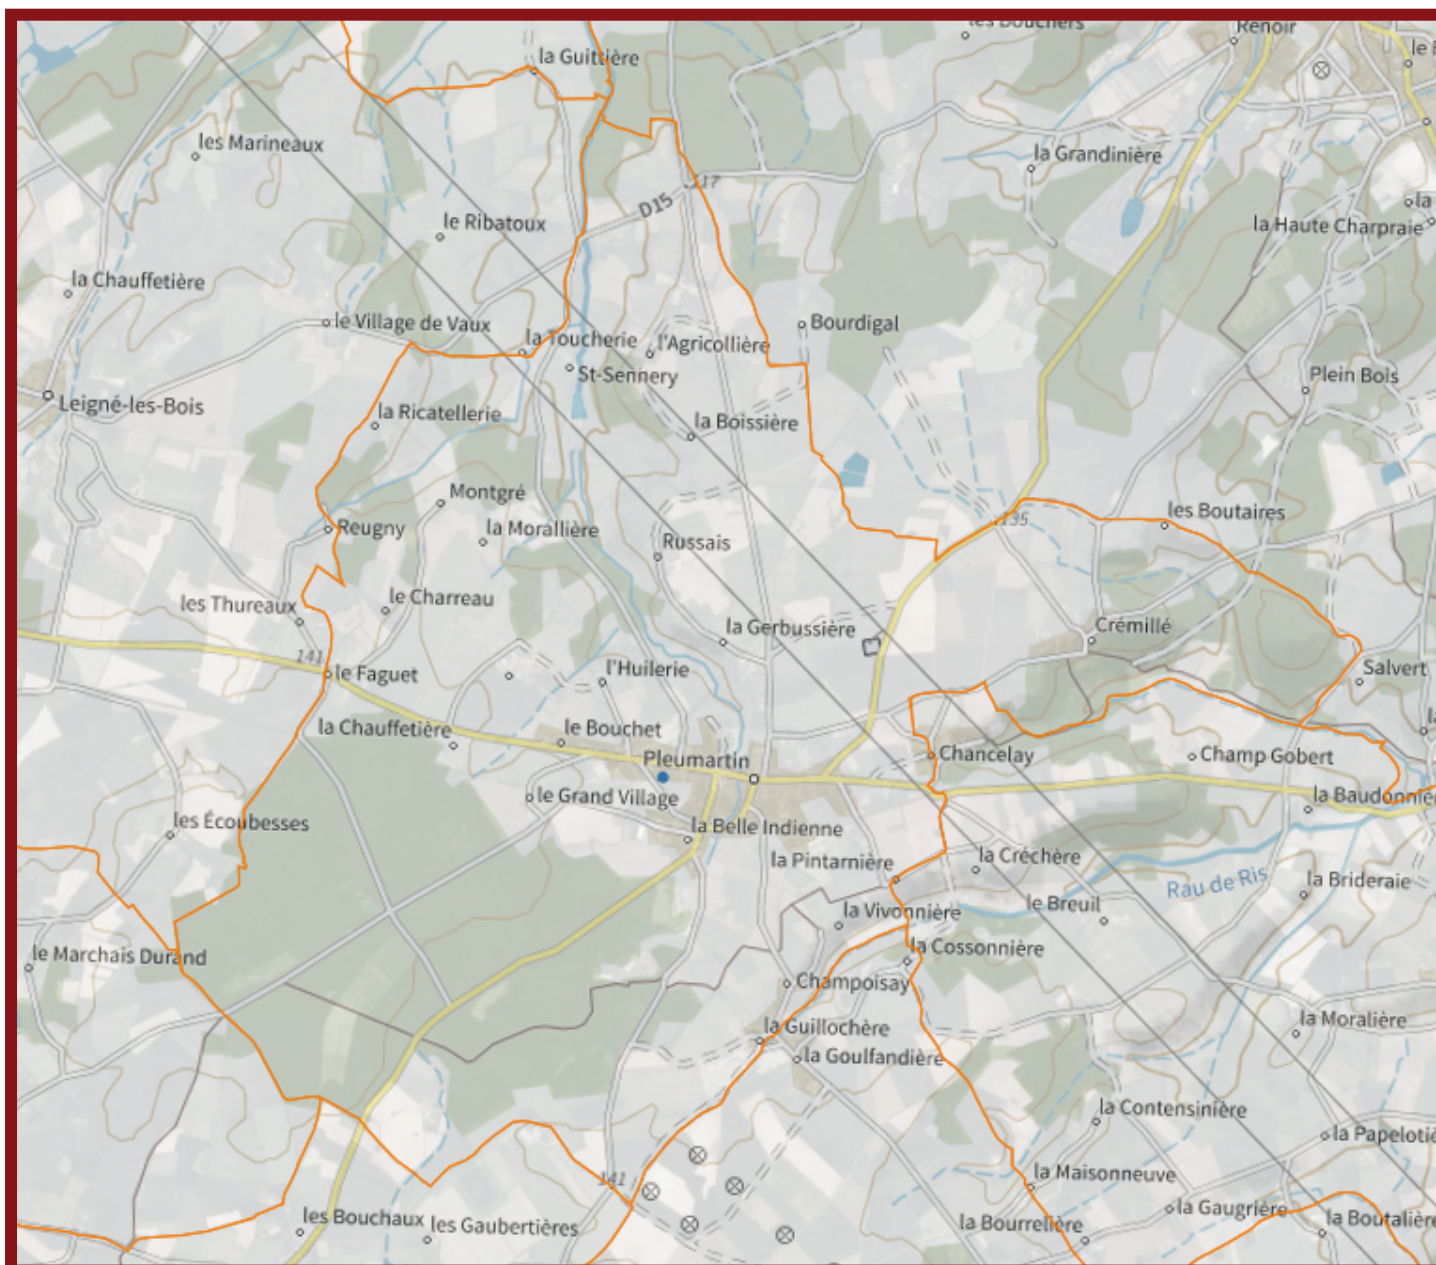 les Douchers
Renoir
la Guittière
les Marineaux
la Grandinière
117
D15
la
le Ribatoux
la Haute Charpraie
la Chauffetière
le Village de Vaux
Bourdigal
la Toucherie
l'Agricollière
St-Sennery
Plein Bois
Leigné-les-Bois
la Ricatellerie
la Boissière
Montgré
les Boutaires
135
Reugny
la Morallière
Russais
les Thureaux
le Charreau
la Gerbussière
Crémillé
141
le Faguet
l'Huilerie
Salvert
la Chauffetière
le Bouchet
Pleumartin
Chancelay
Champ Gobert
le Grand Village
la Baudonniè
les Écoubesses
la Belle Indienne
la Pintarnière
la Créchère
Rau de Ris
la Brideraie
la Vivonnière
le Breuil
le Marchais Durand
la Cossonnière
Champoisay
la Guillochère
la Moralière
la Goulfandière
la Contensinière
la Papeloti
141
la Maisonneuve
les Bouchaux
les Gaubertières
la Bourrelière
la Gaugrière
la Boutalière